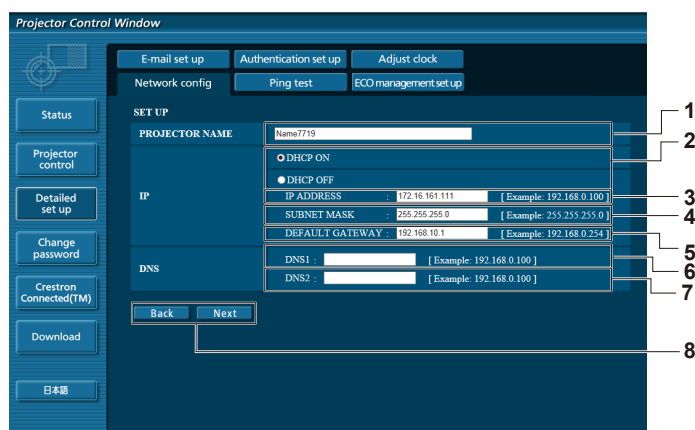 Projector Control Window
E-mail set up Authentication set up Adjust clock
Network config Ping test ECO management set up
Status
Projector control
Detailed set up
Change password
Crestron Connected(TM)
Download
日本語
SET UP
PROJECTOR NAME Name7719 1
DHCP ON 2
DHCP OFF
IP
IP ADDRESS : 172.16.161.111 [ Example: 192.168.0.100 ] 3
SUBNET MASK : 255.255.255.0 [ Example: 255.255.255.0 ] 4
DEFAULT GATEWAY : 192.168.10.1 [ Example: 192.168.0.254 ] 5
DNS
DNS1 : [ Example: 192.168.0.100 ] 6
DNS2 : [ Example: 192.168.0.100 ] 7
Back Next 8